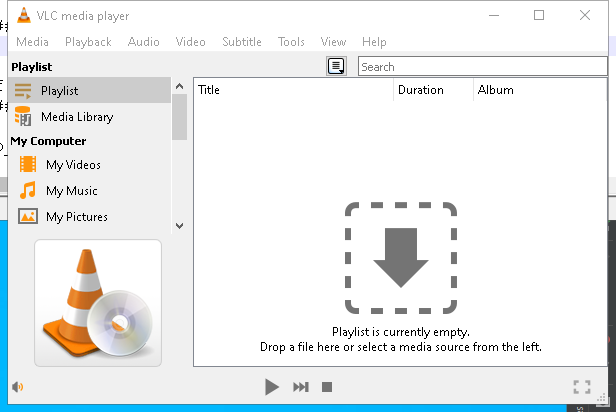 VLC media player
Media Playback Audio Video Subtitle Tools View Help
Playlist
Search
Playlist
Media Library
My Computer
My Videos
My Music
My Pictures
Title Duration Album
Playlist is currently empty.
Drop a file here or select a media source from the left.